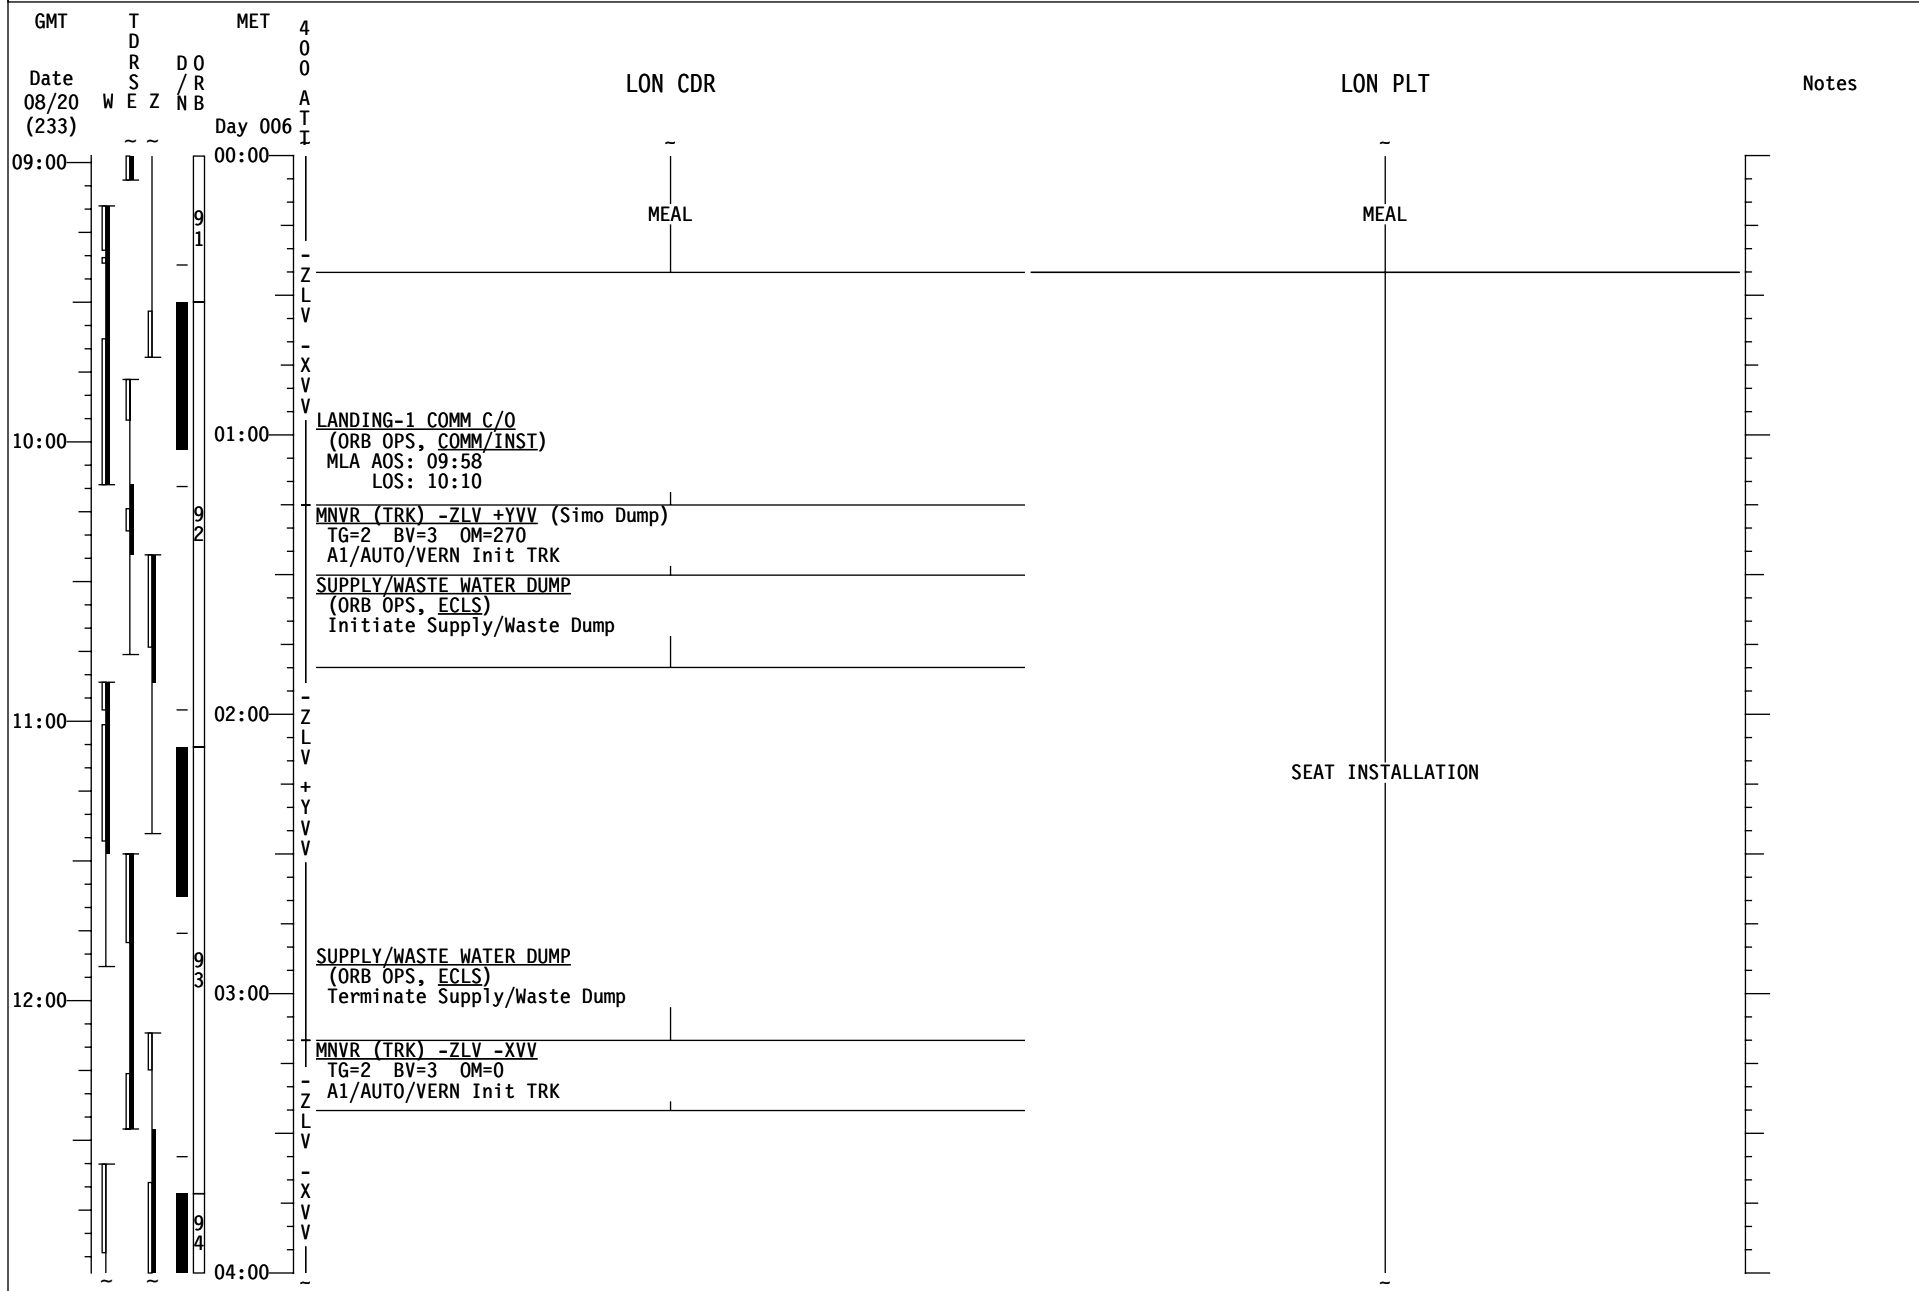 GMT
TDRSE
MET
400 ATT
D/N
ORB
LON CDR
LON PLT
Notes
Date
08/20
(233)
W E Z
Day 006
~ ~ ~ ~ ~
09:00
00:00
91
MEAL
MEAL
-ZLV -XVV
LANDING-1 COMM C/O
(ORB OPS, COMM/INST)
MLA AOS: 09:58
LOS: 10:10
10:00
01:00
92
MNVR (TRK) -ZLV +YVV (Simo Dump)
TG=2 BV=3 OM=270
A1/AUTO/VERN Init TRK
SUPPLY/WASTE WATER DUMP
(ORB OPS, ECLS)
Initiate Supply/Waste Dump
-ZLV +YVV
11:00
02:00
SEAT INSTALLATION
93
SUPPLY/WASTE WATER DUMP
(ORB OPS, ECLS)
Terminate Supply/Waste Dump
12:00
03:00
MNVR (TRK) -ZLV -XVV
TG=2 BV=3 OM=0
A1/AUTO/VERN Init TRK
-ZLV -XVV
94
04:00
~ ~ ~ ~